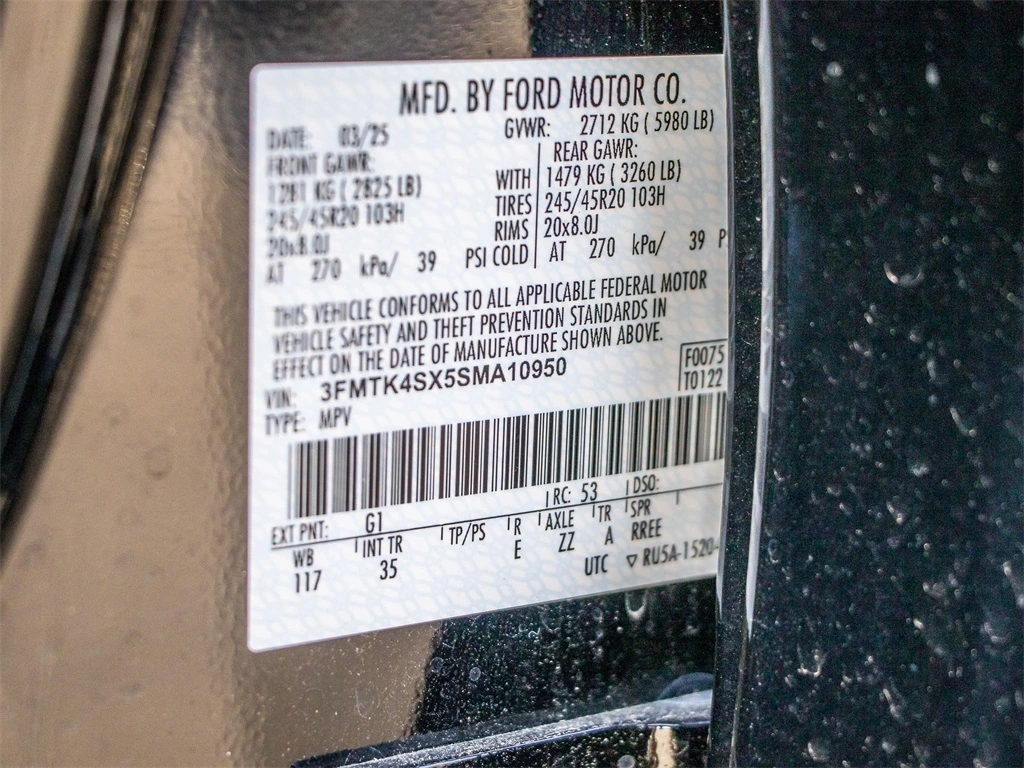 MFD. BY FORD MOTOR CO.
DATE: 03/25 GVWR: 2712 KG ( 5980 LB)
FRONT GAWR: REAR GAWR:
1281 KG ( 2825 LB) WITH 1479 KG ( 3260 LB)
245/45R20 103H TIRES 245/45R20 103H
20x8.0J RIMS 20x8.0J
AT 270 kPa/ 39 PSI COLD AT 270 kPa/ 39 P
THIS VEHICLE CONFORMS TO ALL APPLICABLE FEDERAL MOTOR
VEHICLE SAFETY AND THEFT PREVENTION STANDARDS IN
EFFECT ON THE DATE OF MANUFACTURE SHOWN ABOVE.
VIN: 3FMTK4SX5SMA10950 F0075
TYPE: MPV T0122
EXT PNT: G1 RC: 53 DSO:
WB INT TR TP/PS R AXLE TR SPR
117 35 E ZZ A RREE
UTC ▽ RU5A-1520-